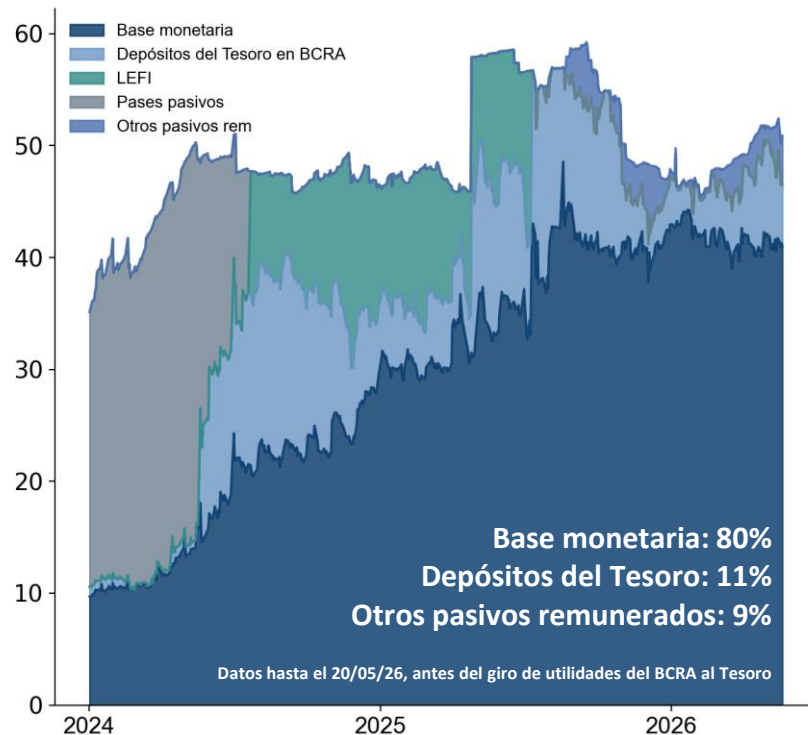 60
50
40
30
20
10
0
Base monetaria
Depósitos del Tesoro en BCRA
LEFI
Pases pasivos
Otros pasivos rem
Base monetaria: 80%
Depósitos del Tesoro: 11%
Otros pasivos remunerados: 9%
Datos hasta el 20/05/26, antes del giro de utilidades del BCRA al Tesoro
2024
2025
2026